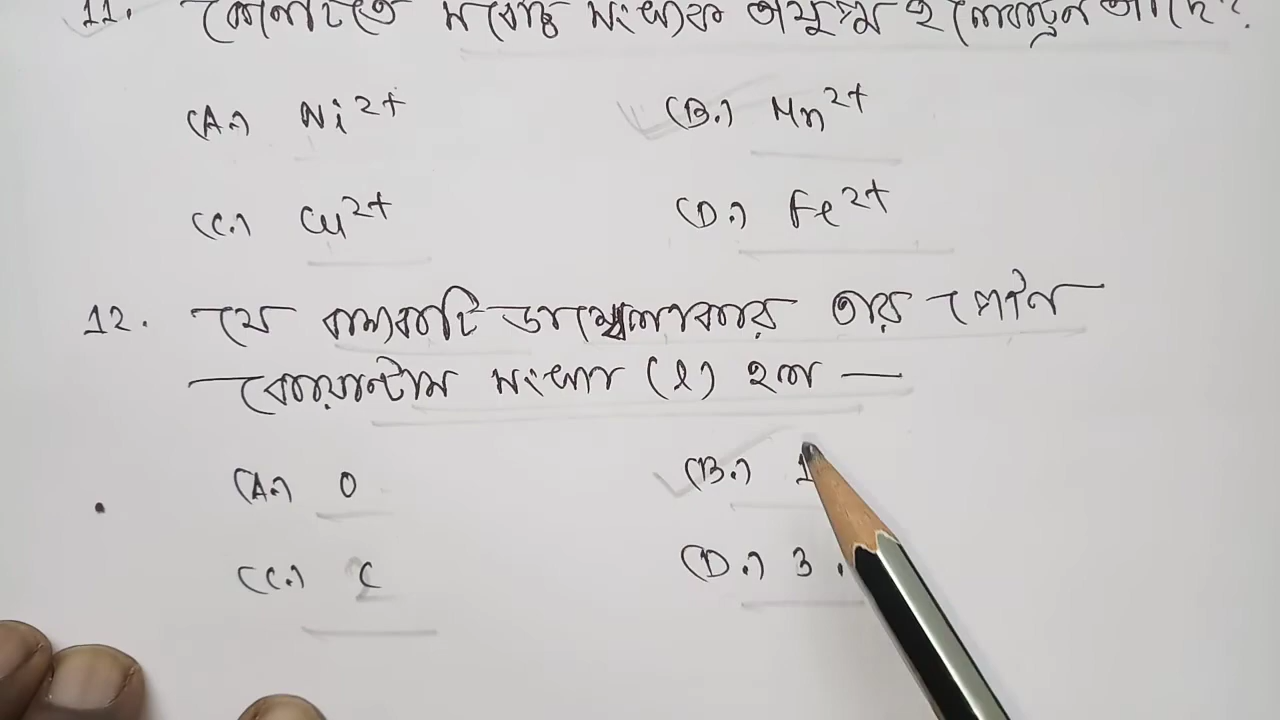 11. কোনটিতে সর্বোচ্চ সংখ্যক অযুগ্ম ইলেকট্রন আছে?
(A.) Ni²⁺ (B.) Mn²⁺
(C.) Cu²⁺ (D.) Fe²⁺
12. যে কক্ষকটি ডাম্বেলাকার তার গৌণ
কোয়ান্টাম সংখ্যা (l) হল —
(A.) 0 (B.) 1
(C.) 2 (D.) 3.